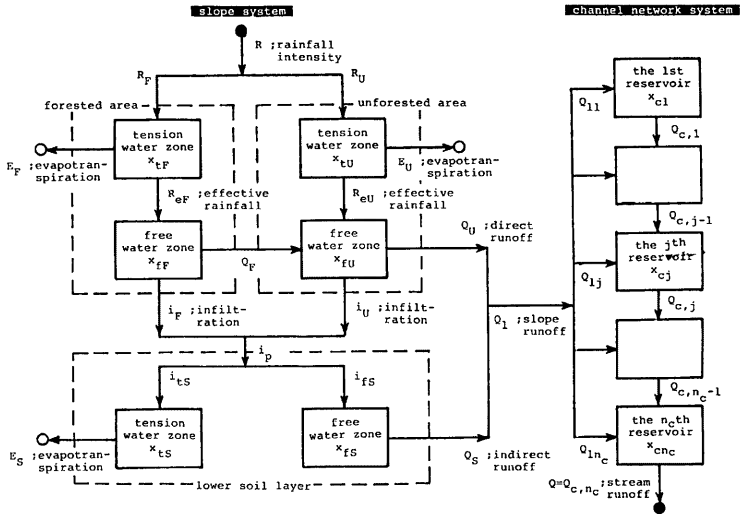 slope system
channel network system
R ;rainfall
intensity
R_F
R_U
forested area
unforested area
tension
water zone
x_tF
tension
water zone
x_tU
E_F ;evapotran-
spiration
E_U ;evapotran-
spiration
R_eF ;effective
rainfall
R_eU ;effective
rainfall
free
water zone
x_fF
Q_F
free
water zone
x_fU
Q_U ;direct
runoff
i_F ;infilt-
ration
i_U ;infilt-
ration
Q_l ;slope
runoff
i_p
i_tS
i_fS
tension
water zone
x_tS
free
water zone
x_fS
E_S ;evapotran-
spiration
Q_S ;indirect
runoff
lower soil layer
the 1st
reservoir
x_c1
Q_l1
Q_c,1
Q_c,j-1
the jth
reservoir
x_cj
Q_lj
Q_c,j
Q_c,n_c-1
the n_cth
reservoir
x_cn_c
Q_ln_c
Q=Q_c,n_c ;stream
runoff